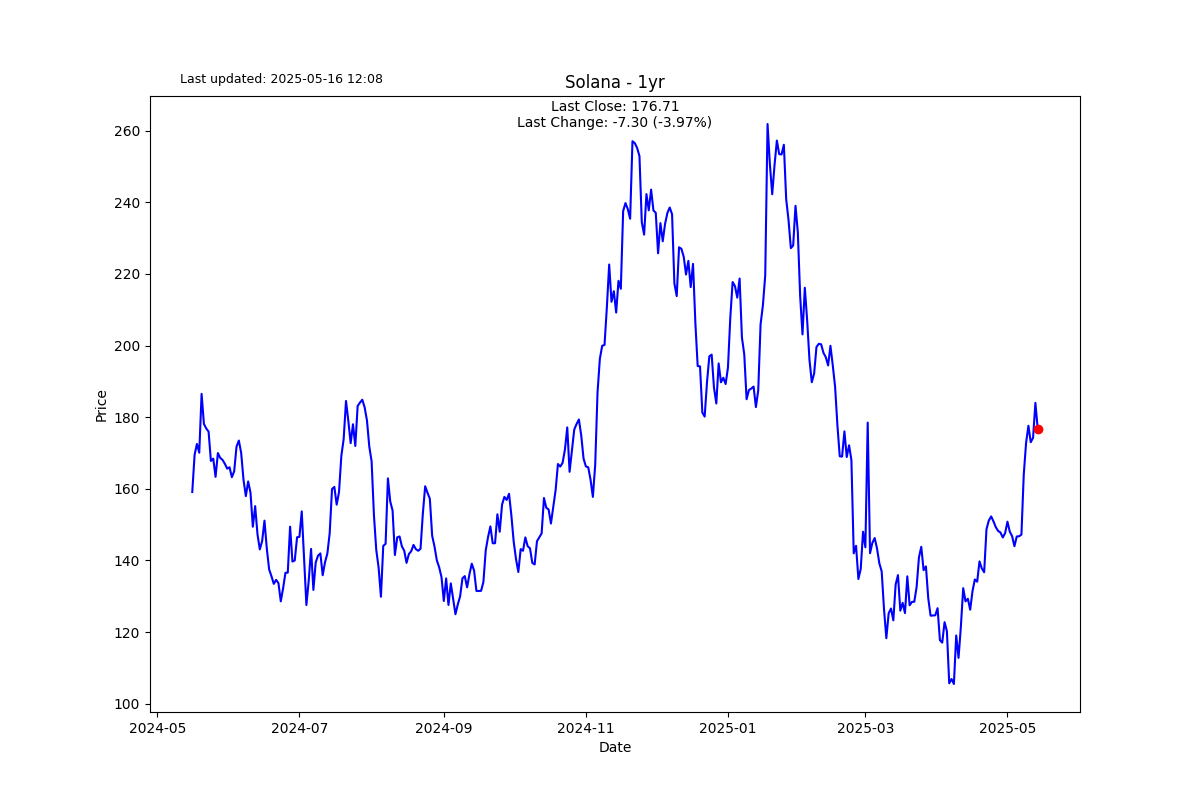 Last updated: 2025-05-16 12:08
Solana - 1yr
Last Close: 176.71
Last Change: -7.30 (-3.97%)
260
240
220
200
180
160
140
120
100
Price
2024-05 2024-07 2024-09 2024-11 2025-01 2025-03 2025-05
Date